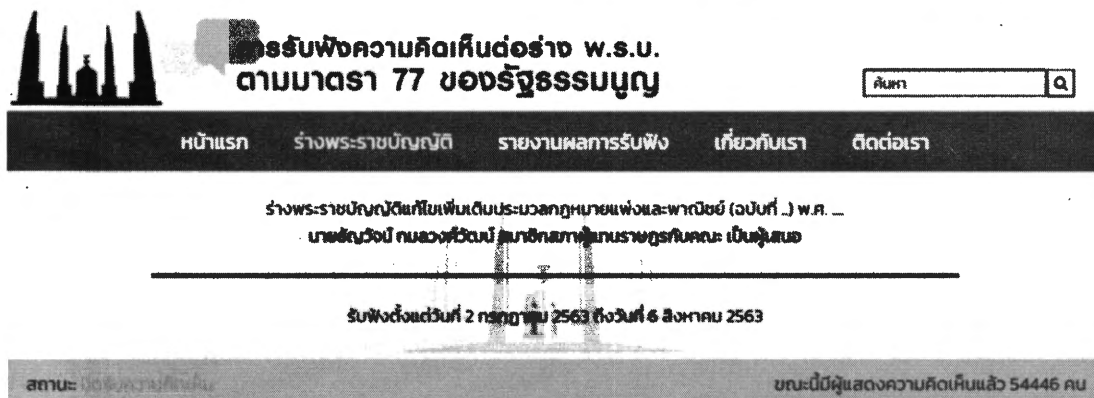 การรับฟังความคิดเห็นต่อร่าง พ.ร.บ.
ตามมาตรา 77 ของรัฐธรรมนูญ
ค้นหา
หน้าแรก ร่างพระราชบัญญัติ รายงานผลการรับฟัง เกี่ยวกับเรา ติดต่อเรา
ร่างพระราชบัญญัติแก้ไขเพิ่มเติมประมวลกฎหมายแพ่งและพาณิชย์ (ฉบับที่ ..) พ.ศ. ....
นายธัญวัจน์ กมลวงศ์วัฒน์ สมาชิกสภาผู้แทนราษฎรกับคณะ เป็นผู้เสนอ
รับฟังตั้งแต่วันที่ 2 กรกฎาคม 2563 ถึงวันที่ 6 สิงหาคม 2563
สถานะ ปิดรับความคิดเห็น
ขณะนี้มีผู้แสดงความคิดเห็นแล้ว 54446 คน